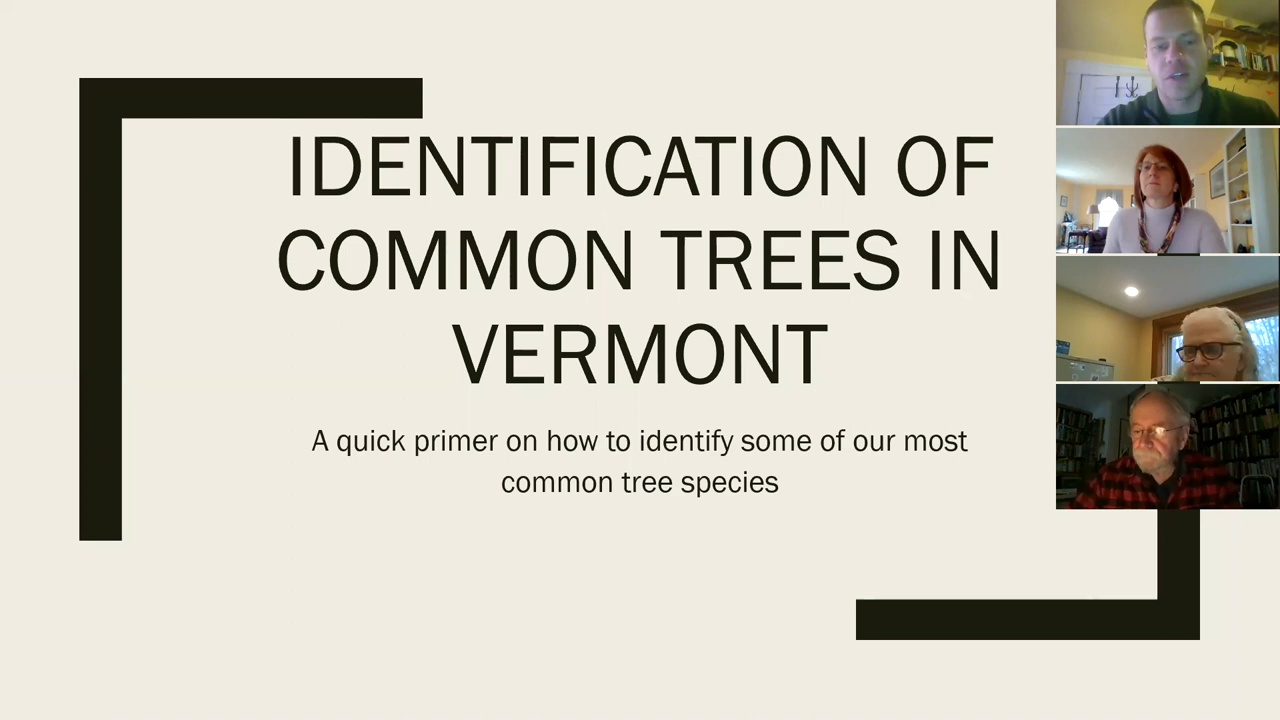 IDENTIFICATION OF
COMMON TREES IN
VERMONT
A quick primer on how to identify some of our most
common tree species